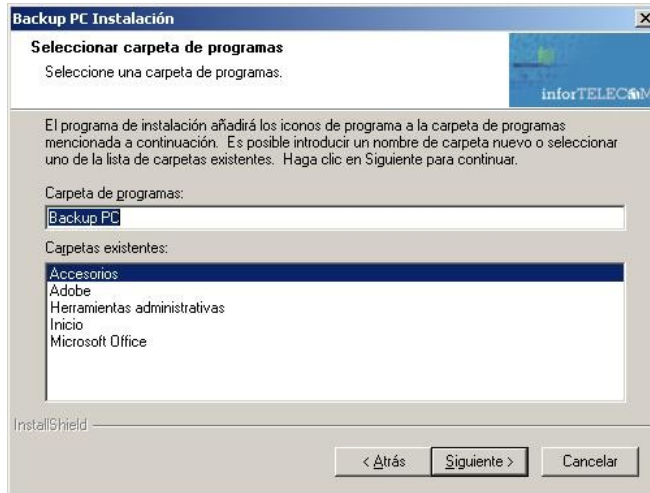 Backup PC Instalación
Seleccionar carpeta de programas
Seleccione una carpeta de programas.
inforTELECOM
El programa de instalación añadirá los iconos de programa a la carpeta de programas
mencionada a continuación. Es posible introducir un nombre de carpeta nuevo o seleccionar
uno de la lista de carpetas existentes. Haga clic en Siguiente para continuar.
Carpeta de programas:
Backup PC
Carpetas existentes:
Accesorios
Adobe
Herramientas administrativas
Inicio
Microsoft Office
InstallShield
< Atrás
Siguiente >
Cancelar